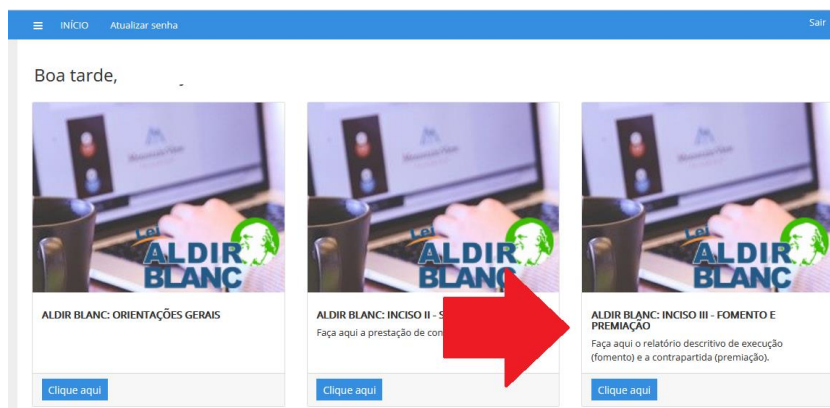 INÍCIO Atualizar senha Sair
Boa tarde,
Lei
ALDIR
BLANC
Lei
ALDIR
BLANC
Lei
ALDIR
BLANC
ALDIR BLANC: ORIENTAÇÕES GERAIS
Clique aqui
ALDIR BLANC: INCISO II - S
Faça aqui a prestação de con
Clique aqui
ALDIR BLANC: INCISO III - FOMENTO E
PREMIAÇÃO
Faça aqui o relatório descritivo de execução
(fomento) e a contrapartida (premiação).
Clique aqui